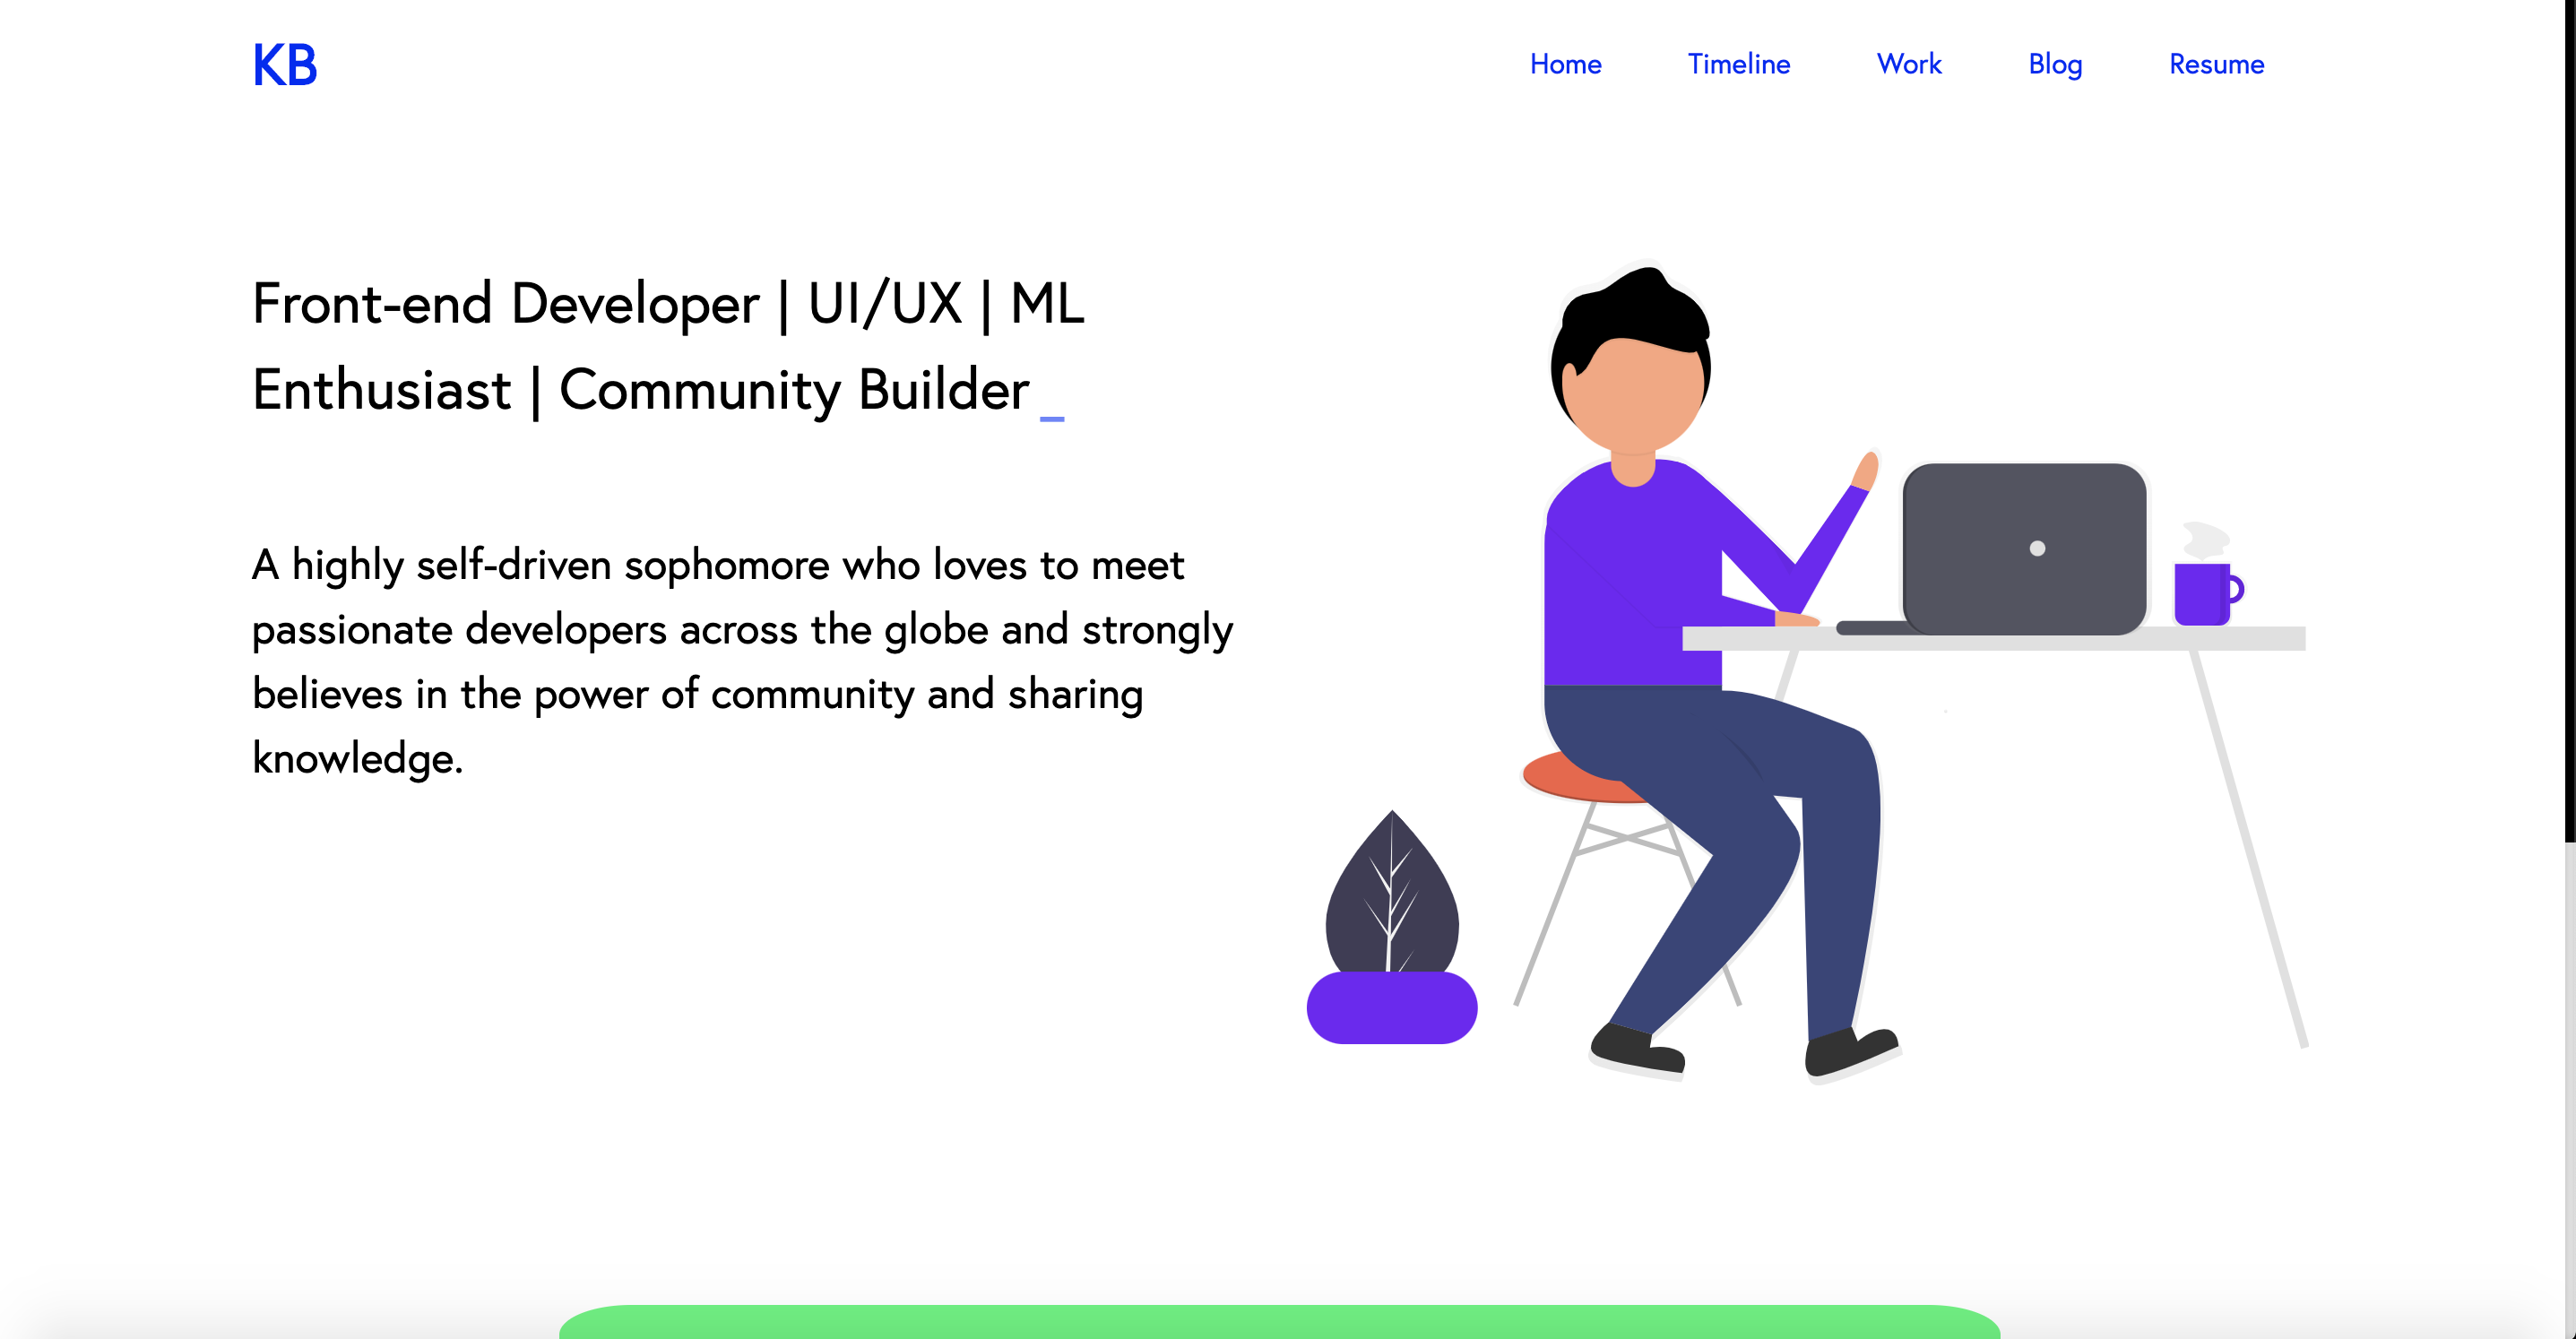 KB
Home Timeline Work Blog Resume
Front-end Developer | UI/UX | ML
Enthusiast | Community Builder _
A highly self-driven sophomore who loves to meet
passionate developers across the globe and strongly
believes in the power of community and sharing
knowledge.